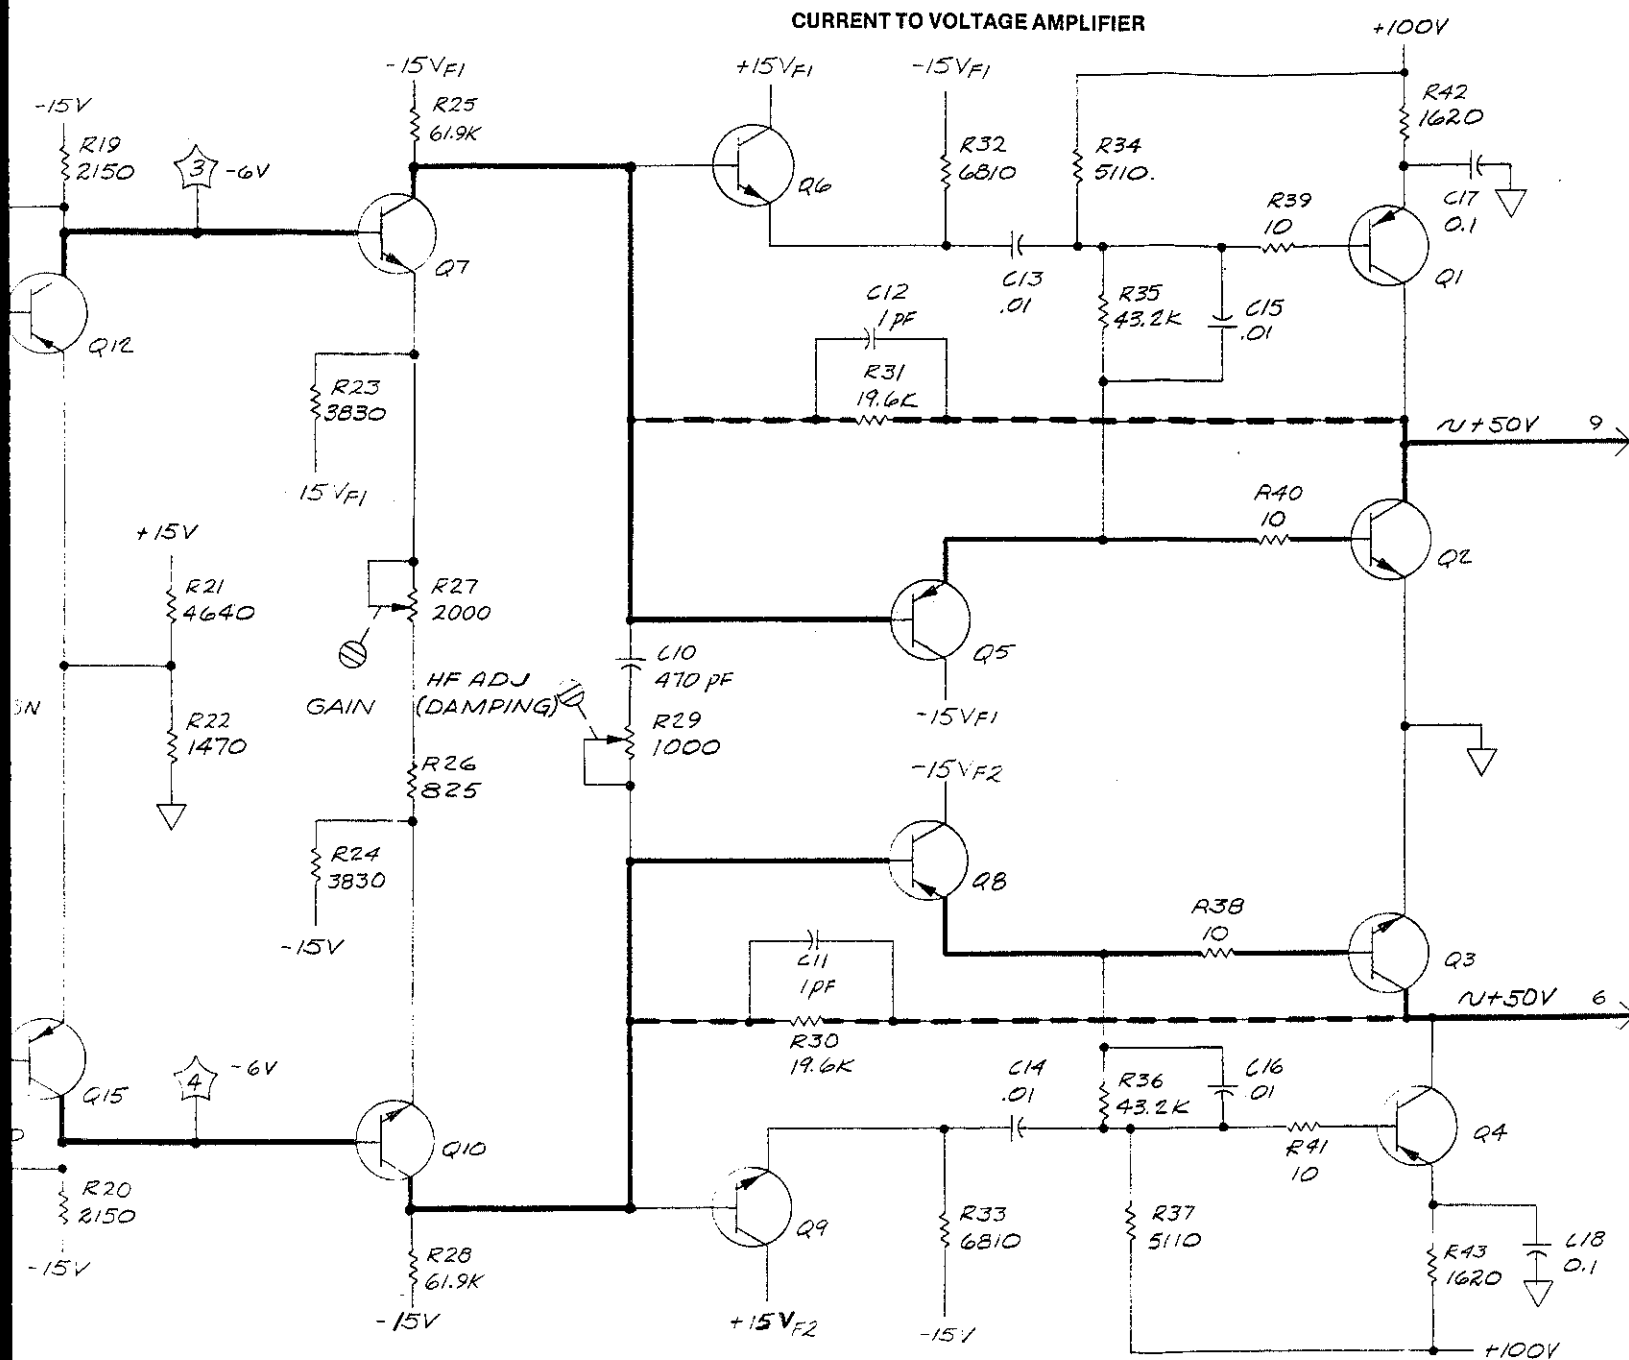 CURRENT TO VOLTAGE AMPLIFIER
+100V
-15VF1
+15VF1
-15VF1
-15V
R25
61.9K
R42
1620
R19
2150
3
-6V
R32
6810
R34
5110.
Q6
R39
10
C17
0.1
Q7
Q1
C13
.01
C12
1PF
R35
43.2K
C15
.01
Q12
R23
3830
R31
19.6K
~+50V
9
15VF1
R40
10
+15V
Q2
R21
4640
R27
2000
C10
470PF
Q5
HF ADJ
(DAMPING)
GAIN
-15VF1
R22
1470
R29
1000
-15VF2
R26
825
R24
3830
Q8
R38
10
-15V
C11
1PF
Q3
~+50V
6
R30
19.6K
4
-6V
Q15
C14
.01
R36
43.2K
C16
.01
Q10
R41
10
Q4
R20
2150
Q9
R33
6810
R37
5110
R28
61.9K
R43
1620
C18
0.1
-15V
-15V
+15VF2
-15V
+100V